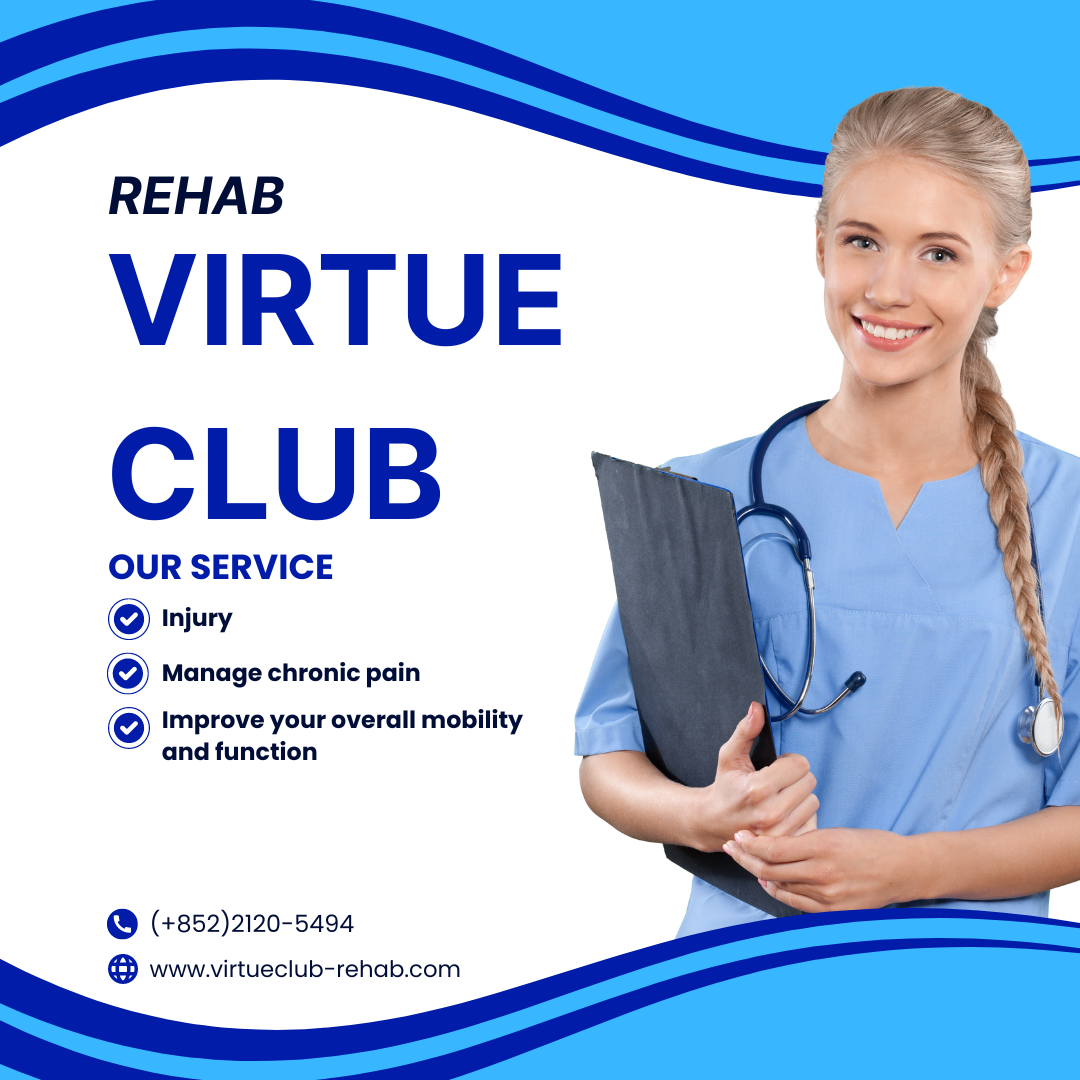 REHAB
VIRTUE
CLUB
OUR SERVICE
Injury
Manage chronic pain
Improve your overall mobility
and function
(+852)2120-5494
www.virtueclub-rehab.com